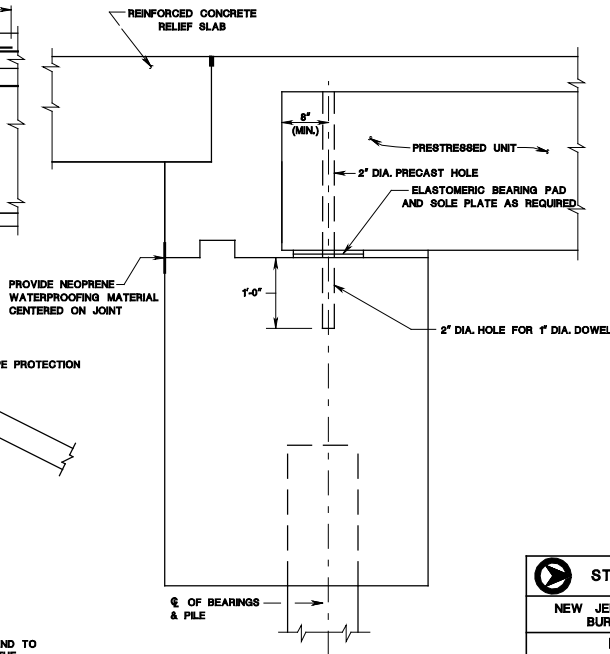 REINFORCED CONCRETE
RELIEF SLAB
8"
(MIN.)
PRESTRESSED UNIT
2" DIA. PRECAST HOLE
ELASTOMERIC BEARING PAD
AND SOLE PLATE AS REQUIRED
PROVIDE NEOPRENE
WATERPROOFING MATERIAL
CENTERED ON JOINT
1'-0"
2" DIA. HOLE FOR 1" DIA. DOWEL
PROTECTION
℄ OF BEARINGS
& PILE
ST
NEW JE
BUR
ND TO